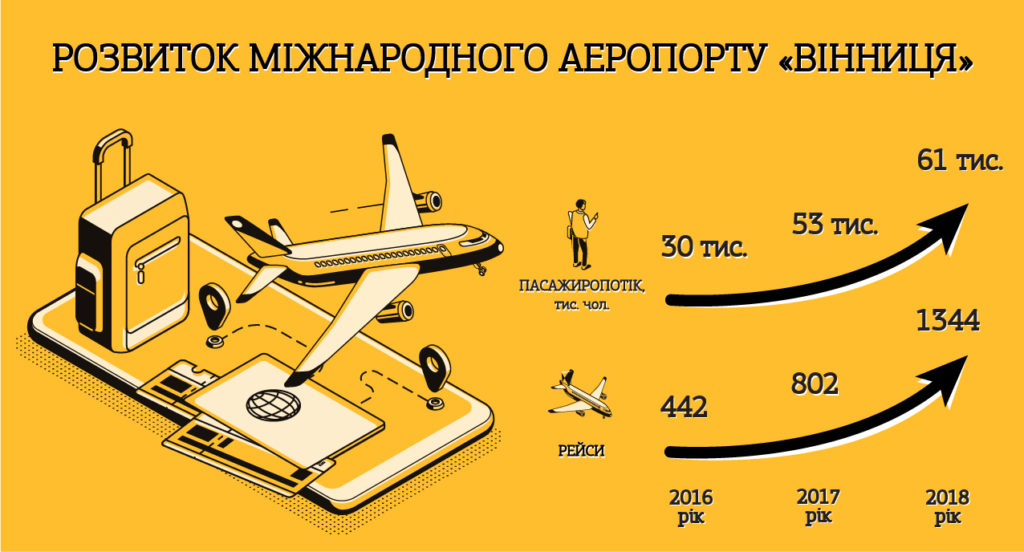 РОЗВИТОК МІЖНАРОДНОГО АЕРОПОРТУ «ВІННИЦЯ»
ПАСАЖИРОПОТІК,
тис. чол.
30 тис.
53 тис.
61 тис.
РЕЙСИ
442
802
1344
2016
рік
2017
рік
2018
рік